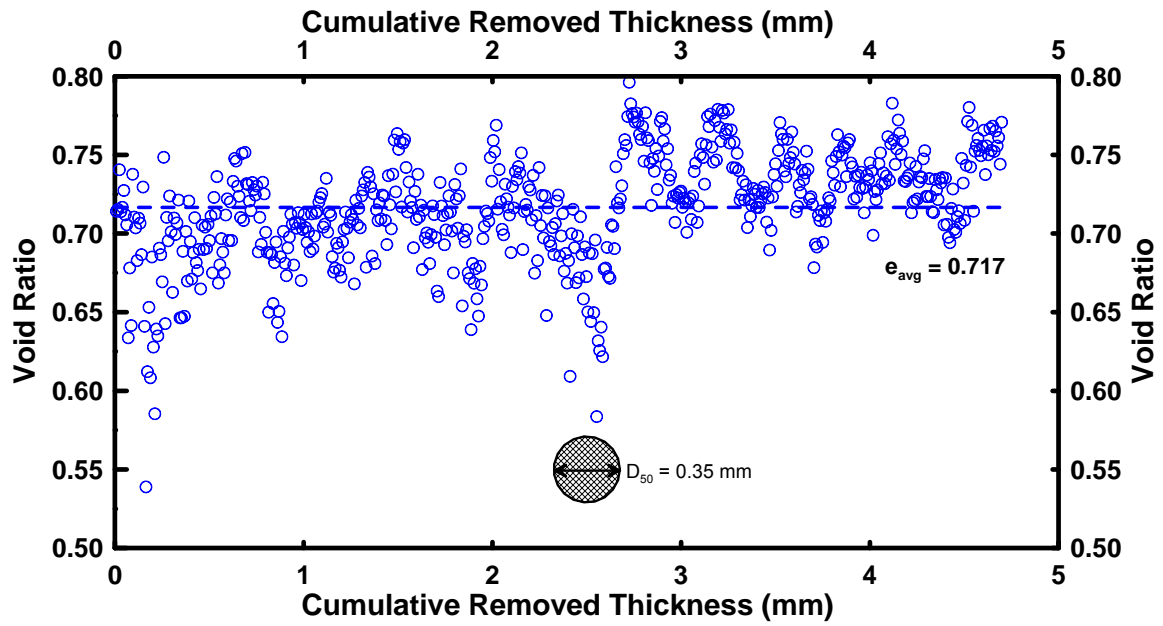 Cumulative Removed Thickness (mm)
0 1 2 3 4 5
0.80 0.80
0.75 0.75
0.70 0.70
e_avg = 0.717
0.65 0.65
Void Ratio Void Ratio
0.60 0.60
0.55 D_50 = 0.35 mm 0.55
0.50 0.50
0 1 2 3 4 5
Cumulative Removed Thickness (mm)